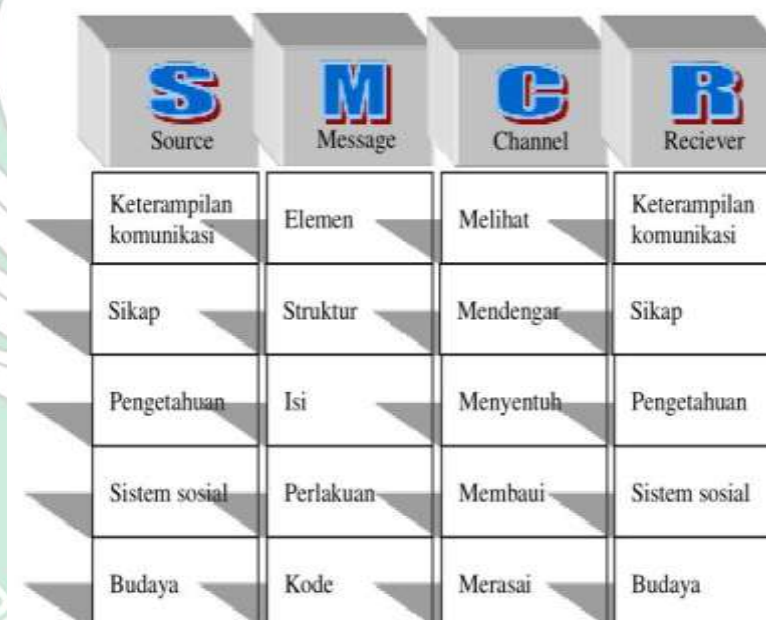 S M C R
Source Message Channel Reciever
Keterampilan
komunikasi Elemen Melihat Keterampilan
komunikasi
Sikap Struktur Mendengar Sikap
Pengetahuan Isi Menyentuh Pengetahuan
Sistem sosial Perlakuan Membaui Sistem sosial
Budaya Kode Merasai Budaya